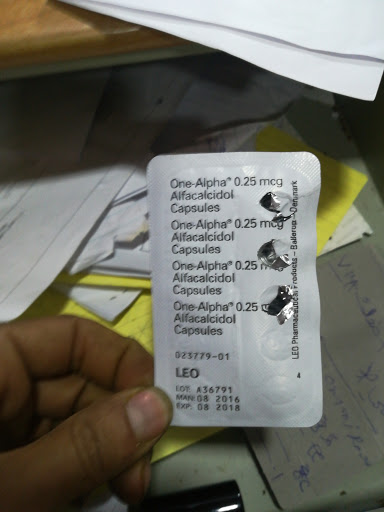 One-Alpha® 0.25 mcg
Alfacalcidol
Capsules
One-Alpha® 0.25 mcg
Alfacalcidol
Capsules
One-Alpha® 0.25
Alfacalcidol
Capsules
One-Alpha® 0.25
Alfacalcidol
Capsules
023779-01
LEO
LOT: A36791
MAN: 08 2016
EXP: 08 2018
4
LEO Pharmaceutical Products – Ballerup – Denmark